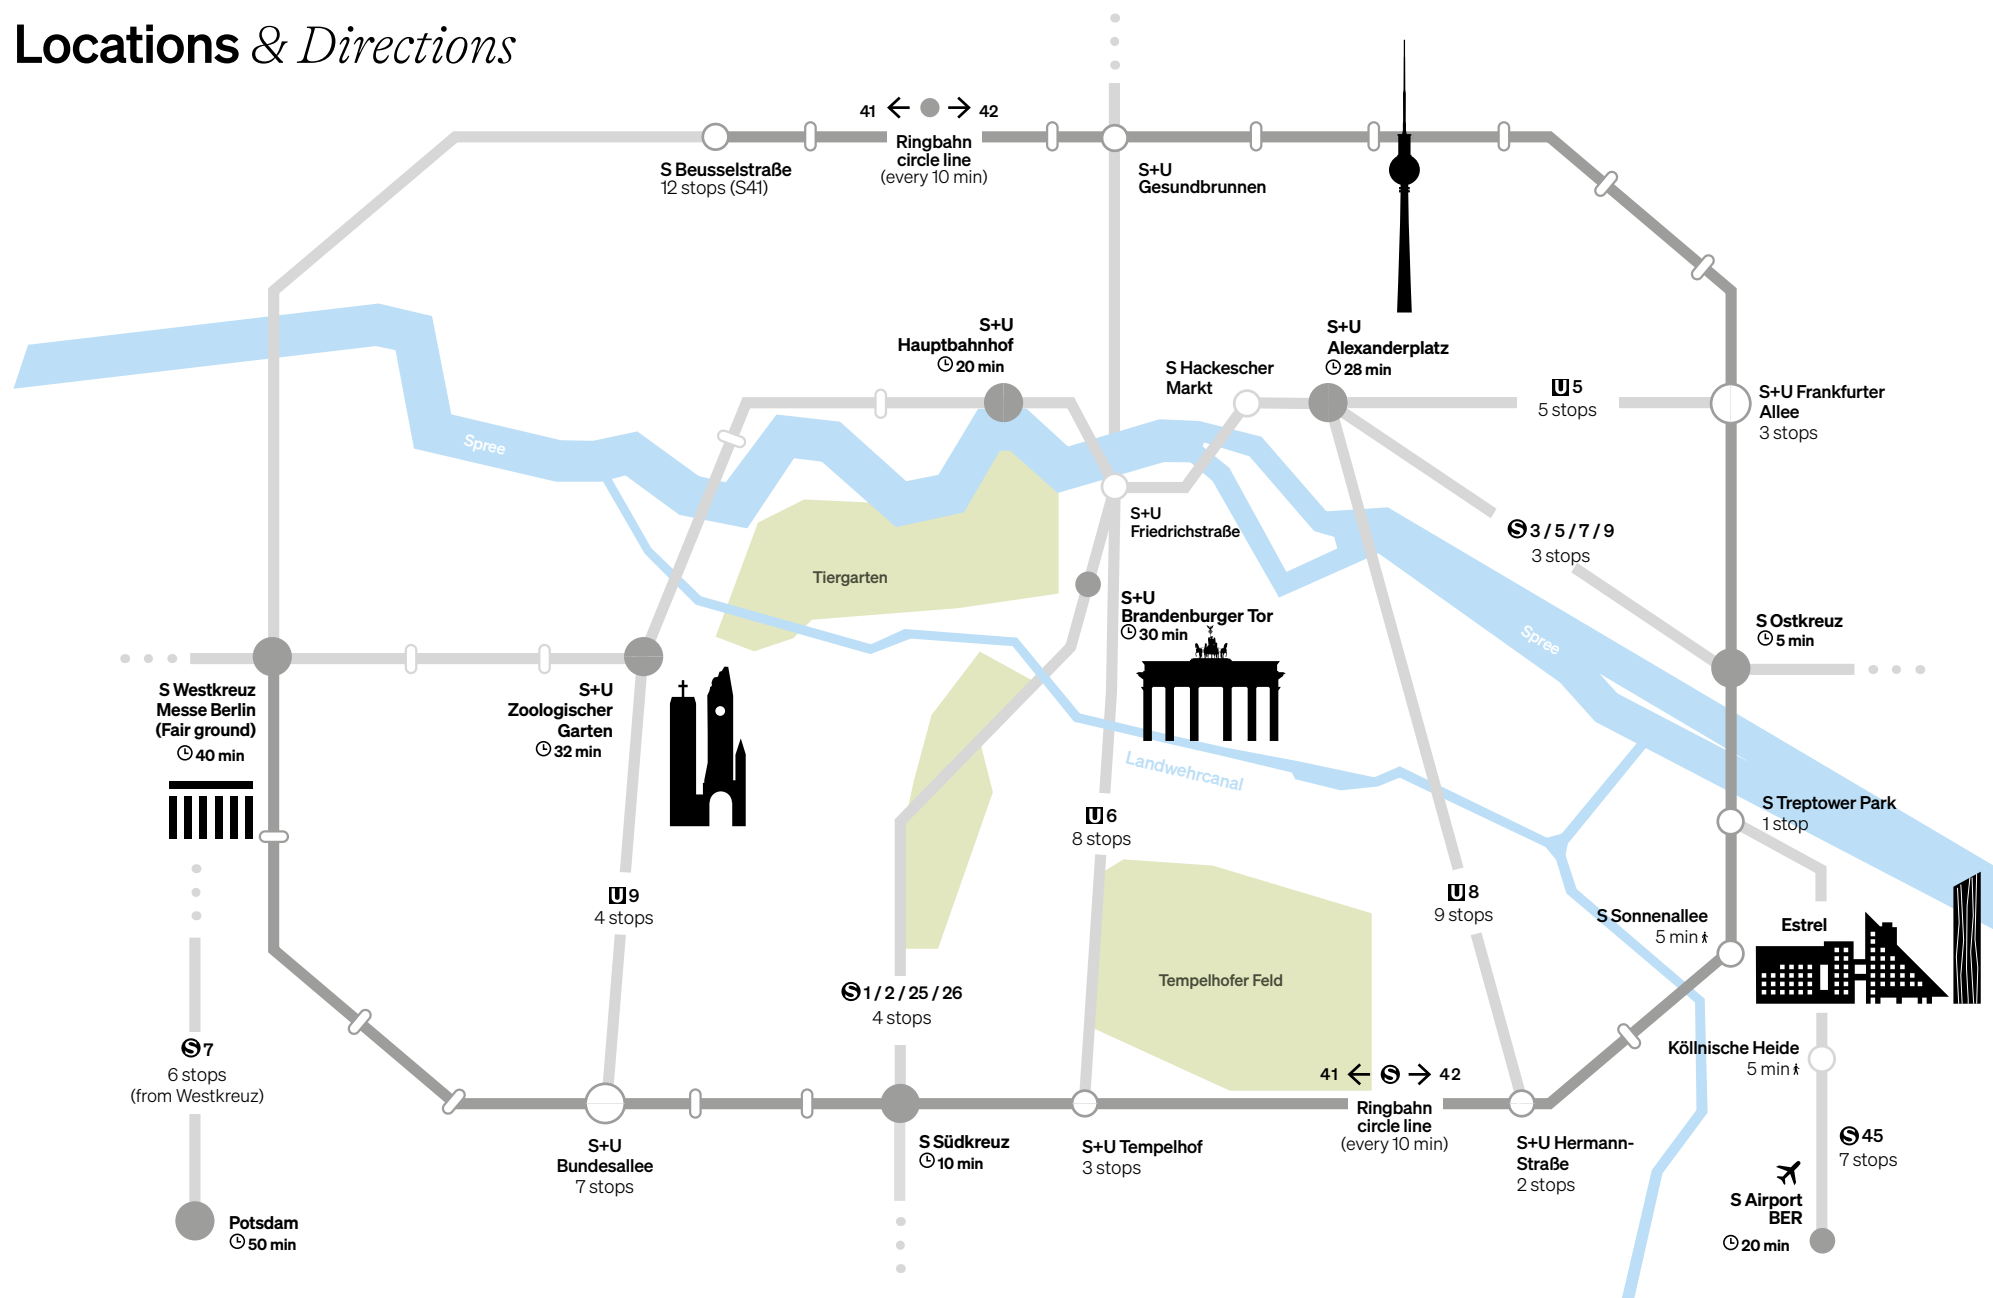 Locations & Directions
41 42
Ringbahn
circle line
(every 10 min)
S Beusselstraße
12 stops (S41)
S+U
Gesundbrunnen
S+U
Hauptbahnhof
20 min
S Hackescher
Markt
S+U
Alexanderplatz
28 min
U 5
5 stops
S+U Frankfurter
Allee
3 stops
Spree
S+U
Friedrichstraße
S 3 / 5 / 7 / 9
3 stops
Tiergarten
S+U
Brandenburger Tor
30 min
Spree
S Ostkreuz
5 min
S Westkreuz
Messe Berlin
(Fair ground)
40 min
S+U
Zoologischer
Garten
32 min
Landwehrcanal
U 6
8 stops
S Treptower Park
1 stop
U 9
4 stops
U 8
9 stops
S Sonnenallee
5 min
Estrel
S 1 / 2 / 25 / 26
4 stops
Tempelhofer Feld
S 7
6 stops
(from Westkreuz)
Köllnische Heide
5 min
41 S 42
Ringbahn
circle line
(every 10 min)
S+U
Bundesallee
7 stops
S Südkreuz
10 min
S+U Tempelhof
3 stops
S+U Hermann-
Straße
2 stops
S 45
7 stops
S Airport
BER
20 min
Potsdam
50 min